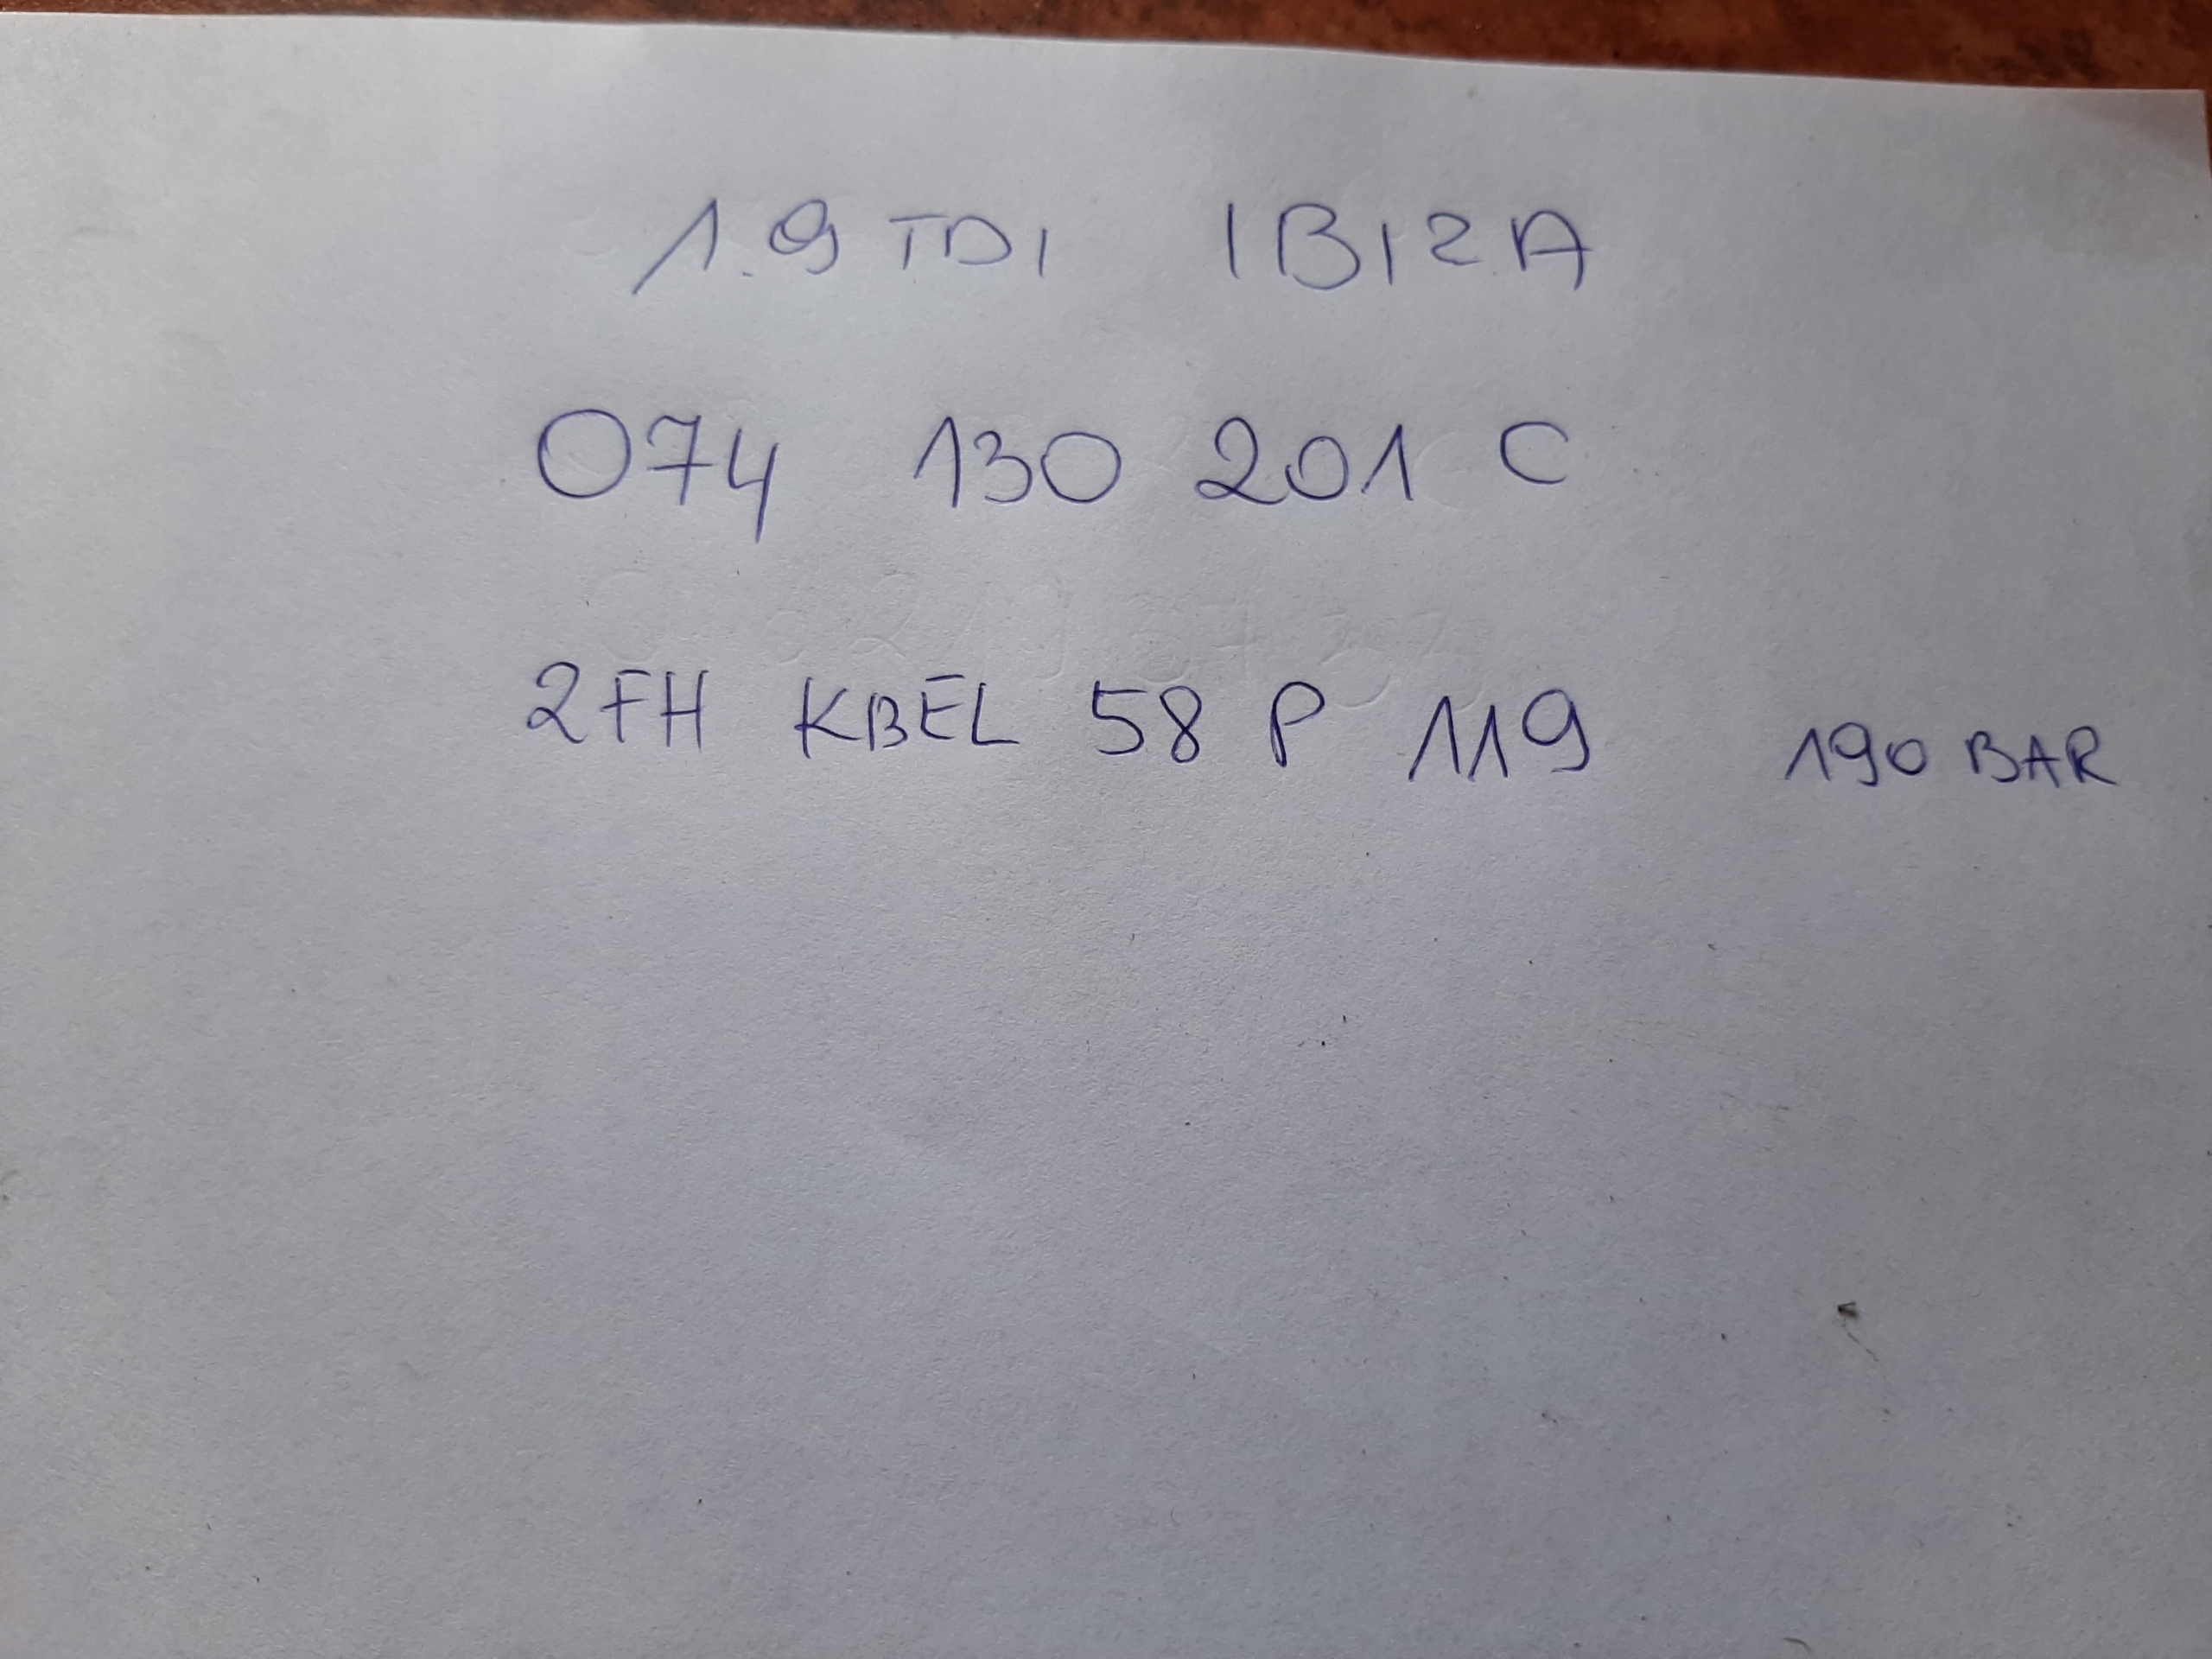 1.9 TDI IBIZA
074 130 201 C
2FH KBEL 58 P 119 190 BAR